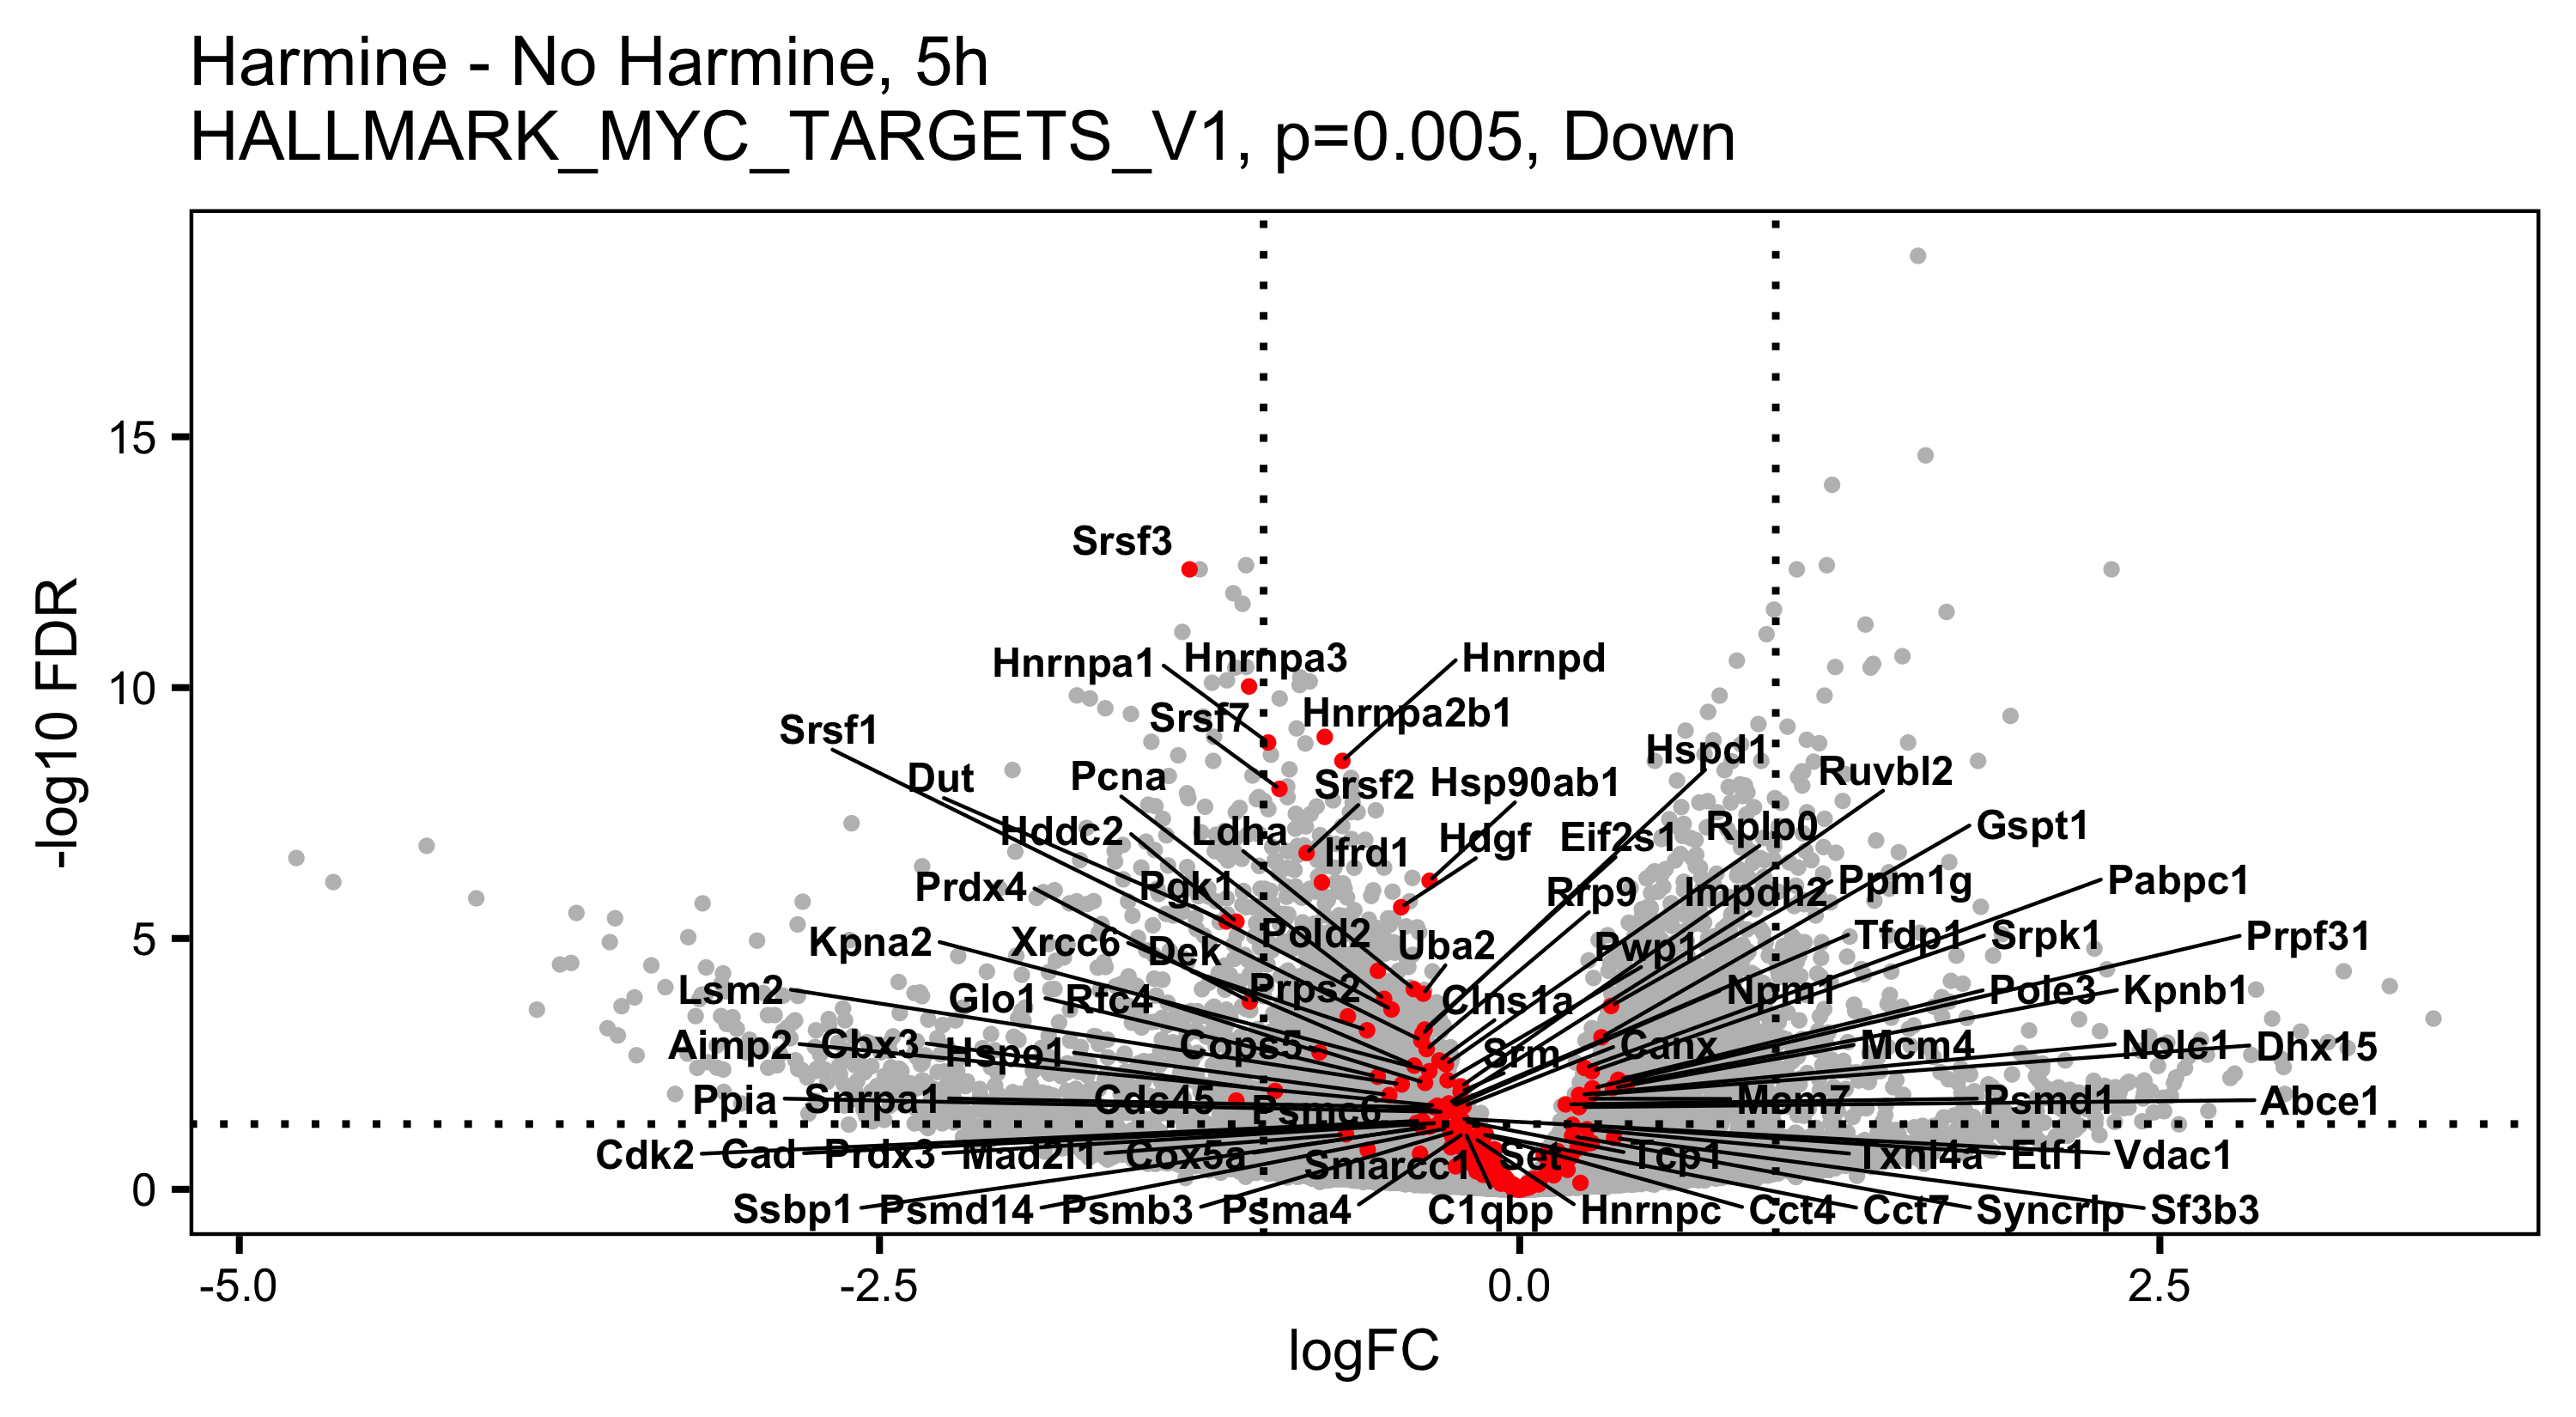 Harmine - No Harmine, 5h
HALLMARK_MYC_TARGETS_V1, p=0.005, Down
-log10 FDR
15
10
5
0
Srsf3
Hnrnpa1 Hnrnpa3 Hnrnpd
Srsf1 Srsf7 Hnrnpa2b1
Dut Pcna Srsf2 Hsp90ab1 Hspd1 Ruvbl2
Hddc2 Ldha Ifrd1 Hdgf Eif2s1 Rplp0 Gspt1
Prdx4 Pgk1 Rrp9 Impdh2 Ppm1g Pabpc1
Kpna2 Xrcc6 Dek Pold2 Uba2 Pwp1 Tfdp1 Srpk1 Prpf31
Lsm2 Glo1 Rfc4 Prps2 Clns1a Npm1 Pole3 Kpnb1
Aimp2 Cbx3 Hspe1 Cops5 Srm Canx Mcm4 Nolc1 Dhx15
Ppia Snrpa1 Cdc45 Psmc6 Mcm7 Psmd1 Abce1
Cdk2 Cad Prdx3 Mad2l1 Cox5a Smarcc1 Set Tcp1 Txnl4a Etf1 Vdac1
Ssbp1 Psmd14 Psmb3 Psma4 C1qbp Hnrnpc Cct4 Cct7 Syncrip Sf3b3
-5.0 -2.5 0.0 2.5
logFC